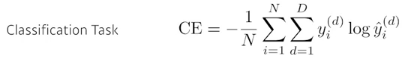 Classification Task
CE = − \frac{1}{N} \sum_{i=1}^{N} \sum_{d=1}^{D} y_i^{(d)} \log \hat{y}_i^{(d)}